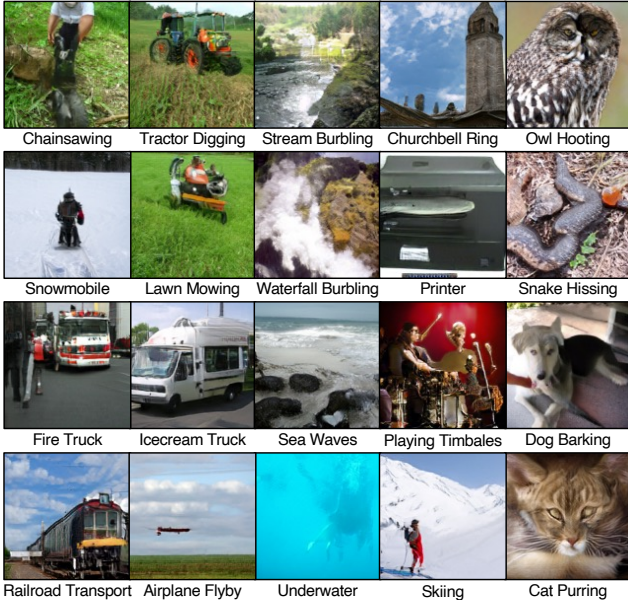 Chainsawing
Tractor Digging
Stream Burbling
Churchbell Ring
Owl Hooting
Snowmobile
Lawn Mowing
Waterfall Burbling
Printer
Snake Hissing
Fire Truck
Icecream Truck
Sea Waves
Playing Timbales
Dog Barking
Railroad Transport
Airplane Flyby
Underwater
Skiing
Cat Purring